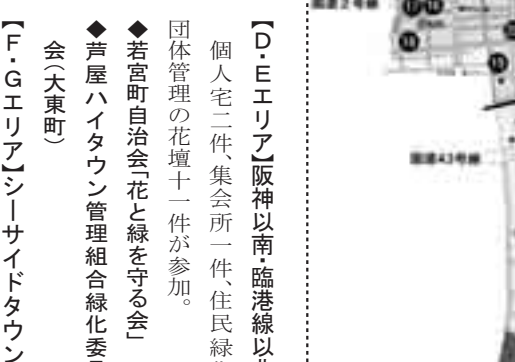 【D・Eエリア】阪神以南・臨港線以
個人宅二件、集会所一件、住民緑
団体管理の花壇十一件が参加。
◆若宮町自治会「花と緑を守る会」
◆芦屋ハイタウン管理組合緑化委
会(大東町)
【F・Gエリア】シーサイドタウン
国道2号線
国道43号線